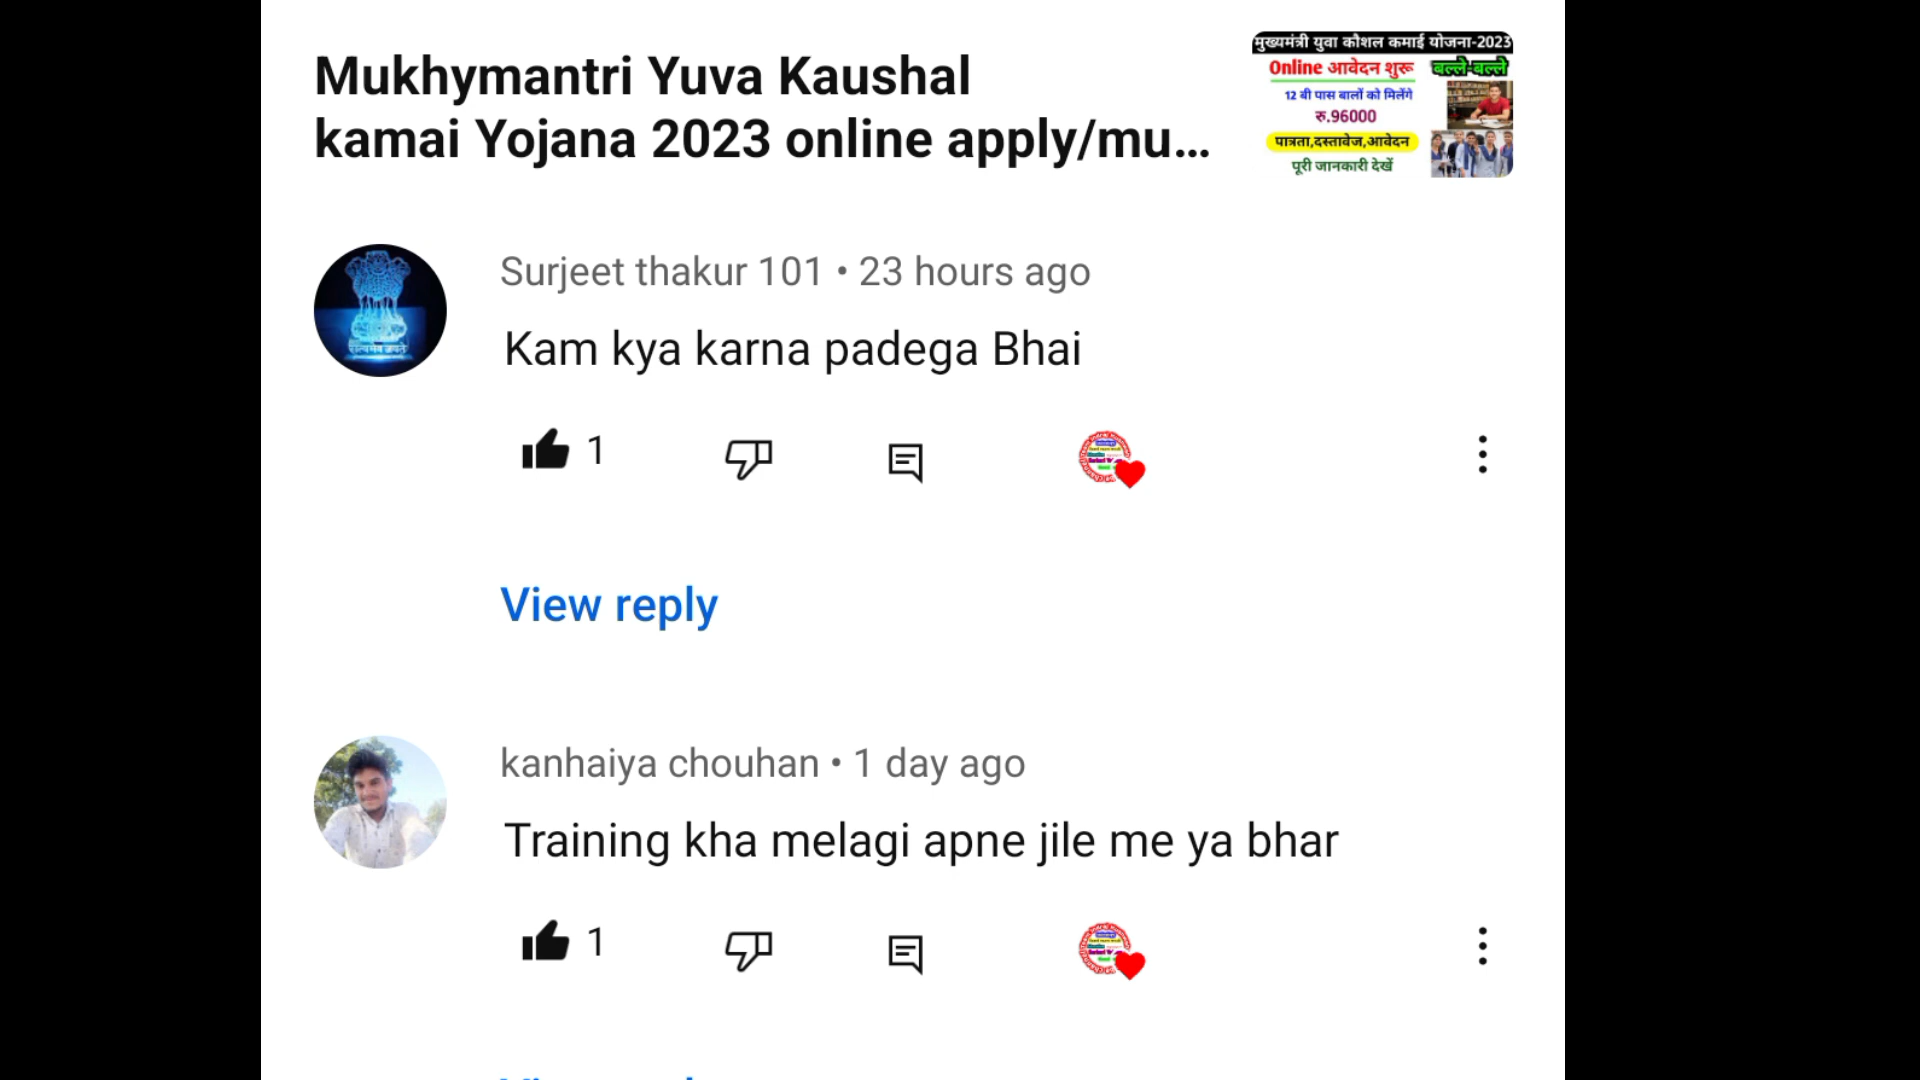 Mukhymantri Yuva Kaushal
kamai Yojana 2023 online apply/mu...
मुख्यमंत्री युवा कौशल कमाई योजना-2023
Online आवेदन शुरू
बल्ले-बल्ले
12 बी पास बालों को मिलेंगे
रु.96000
पात्रता,दस्तावेज,आवेदन
पूरी जानकारी देखें
Surjeet thakur 101 • 23 hours ago
Kam kya karna padega Bhai
1
View reply
kanhaiya chouhan • 1 day ago
Training kha melagi apne jile me ya bhar
1